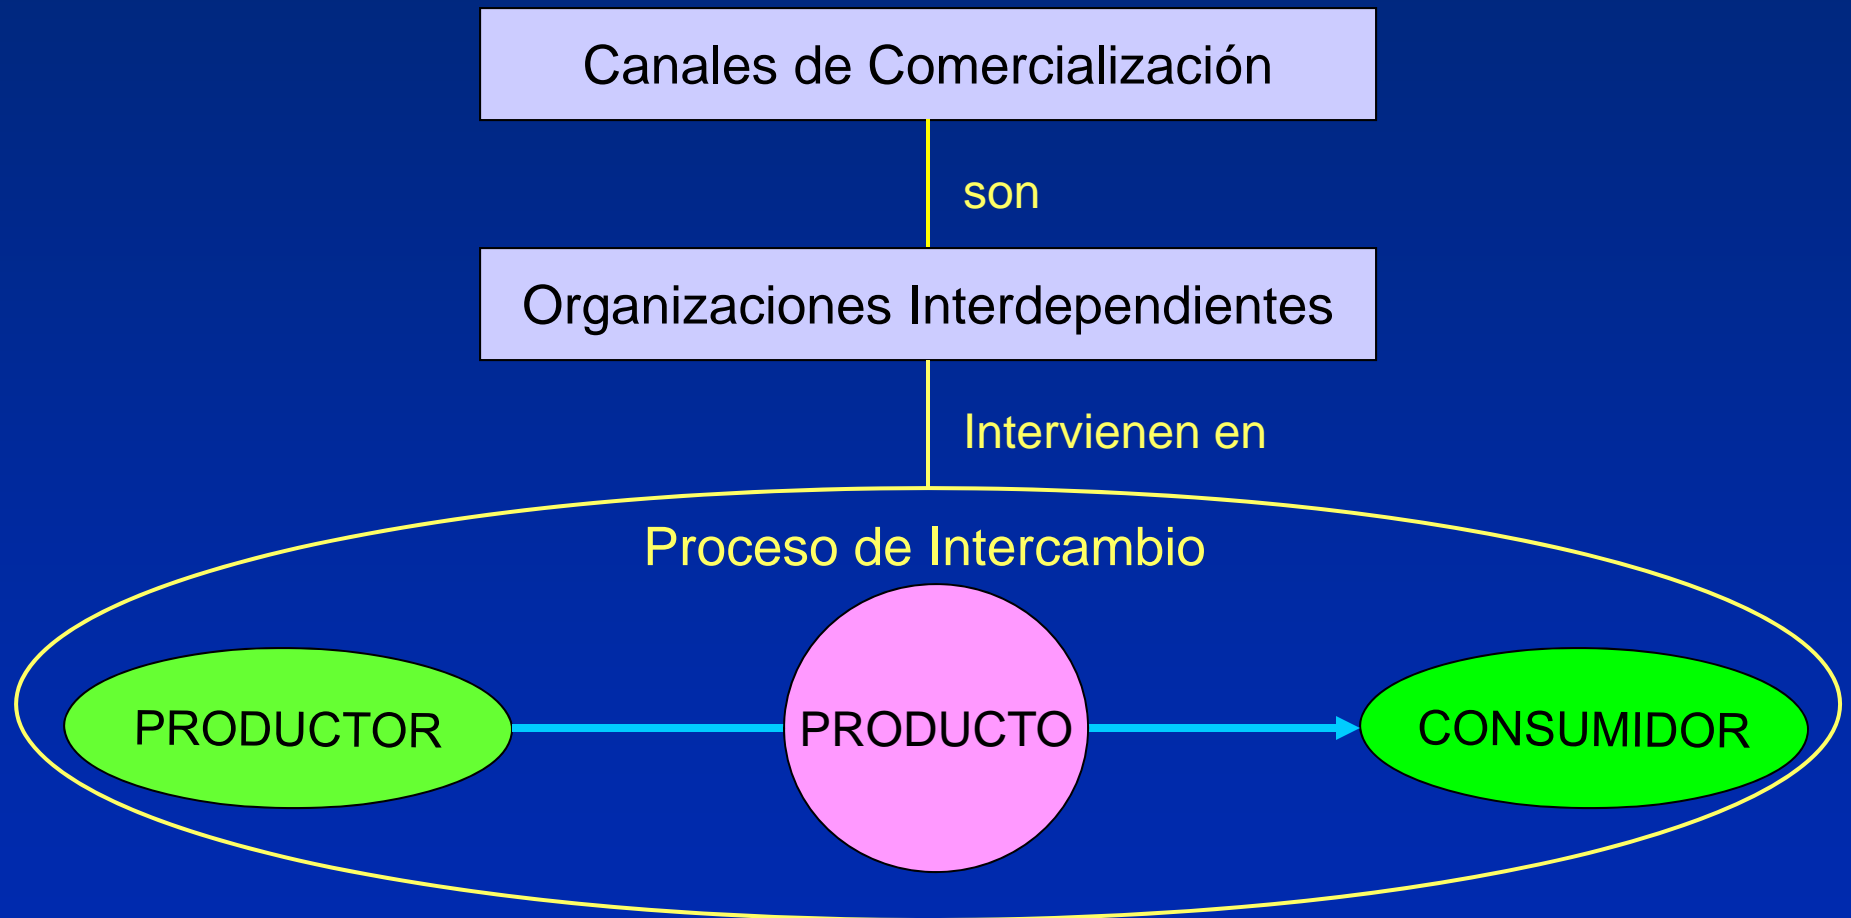 Canales de Comercialización
son
Organizaciones Interdependientes
Intervienen en
Proceso de Intercambio
PRODUCTOR
PRODUCTO
CONSUMIDOR